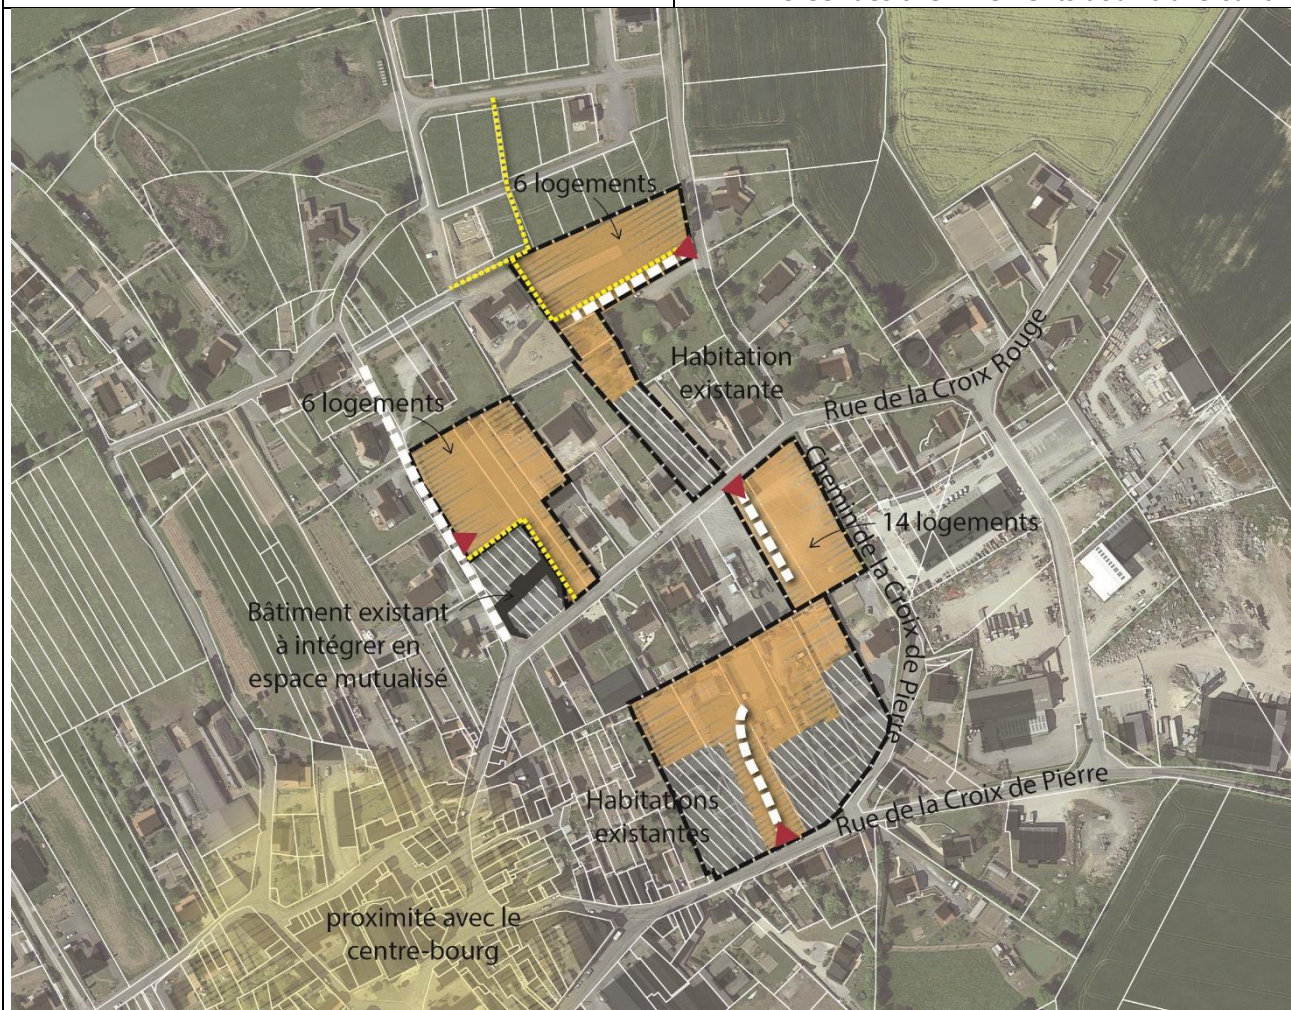 6 logements
Habitation
existante
Rue de la Croix Rouge
6 logements
Chemin de la Croix de Pierre
14 logements
Bâtiment existant
à intégrer en
espace mutualisé
Habitations
existantes
Rue de la Croix de Pierre
proximité avec le
centre-bourg